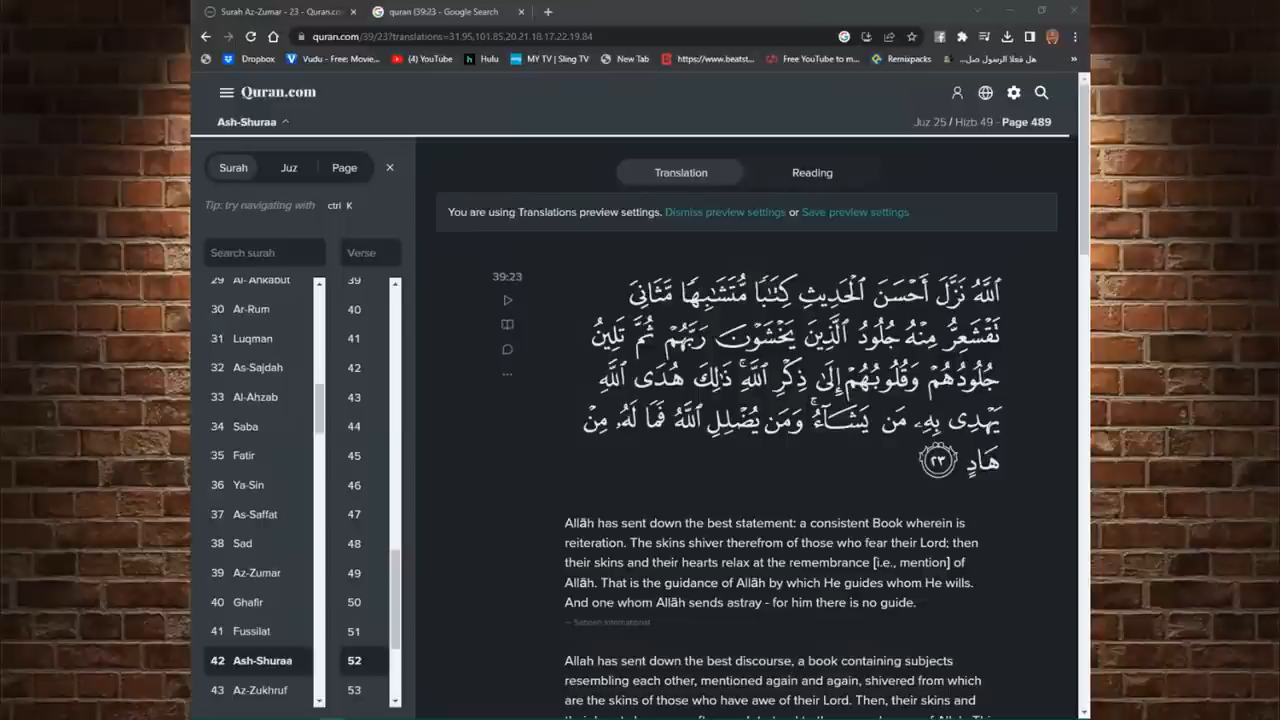 Surah Az-Zumar - 23 - Quran.co
quran (39:23 - Google Search
quran.com/39/23?translations=31,95,101,85,20,21,18,17,22,19,84
Dropbox
Vudu - Free: Movie...
(4) YouTube
Hulu
MY TV | Sling TV
New Tab
https://www.beatst...
Free YouTube to m...
Remixpacks
هل فعلا الرسول صل...
»
Quran.com
Ash-Shuraa
Juz 25 / Hizb 49 - Page 489
Surah
Juz
Page
Tip: try navigating with ctrl K
Search surah
Verse
29 Al-Ankabut 39
30 Ar-Rum 40
31 Luqman 41
32 As-Sajdah 42
33 Al-Ahzab 43
34 Saba 44
35 Fatir 45
36 Ya-Sin 46
37 As-Saffat 47
38 Sad 48
39 Az-Zumar 49
40 Ghafir 50
41 Fussilat 51
42 Ash-Shuraa 52
43 Az-Zukhruf 53
Translation
Reading
You are using Translations preview settings. Dismiss preview settings or Save preview settings
39:23
ٱللَّهُ نَزَّلَ أَحْسَنَ ٱلْحَدِيثِ كِتَـٰبًا مُّتَشَـٰبِهًا مَّثَانِىَ
تَقْشَعِرُّ مِنْهُ جُلُودُ ٱلَّذِينَ يَخْشَوْنَ رَبَّهُمْ ثُمَّ تَلِينُ
جُلُودُهُمْ وَقُلُوبُهُمْ إِلَىٰ ذِكْرِ ٱللَّهِ ۚ ذَٰلِكَ هُدَى ٱللَّهِ
يَهْدِى بِهِۦ مَن يَشَآءُ ۚ وَمَن يُضْلِلِ ٱللَّهُ فَمَا لَهُۥ مِنْ
هَادٍ ٢٣
Allāh has sent down the best statement: a consistent Book wherein is
reiteration. The skins shiver therefrom of those who fear their Lord; then
their skins and their hearts relax at the remembrance [i.e., mention] of
Allāh. That is the guidance of Allāh by which He guides whom He wills.
And one whom Allāh sends astray - for him there is no guide.
— Saheeh International
Allah has sent down the best discourse, a book containing subjects
resembling each other, mentioned again and again, shivered from which
are the skins of those who have awe of their Lord. Then, their skins and